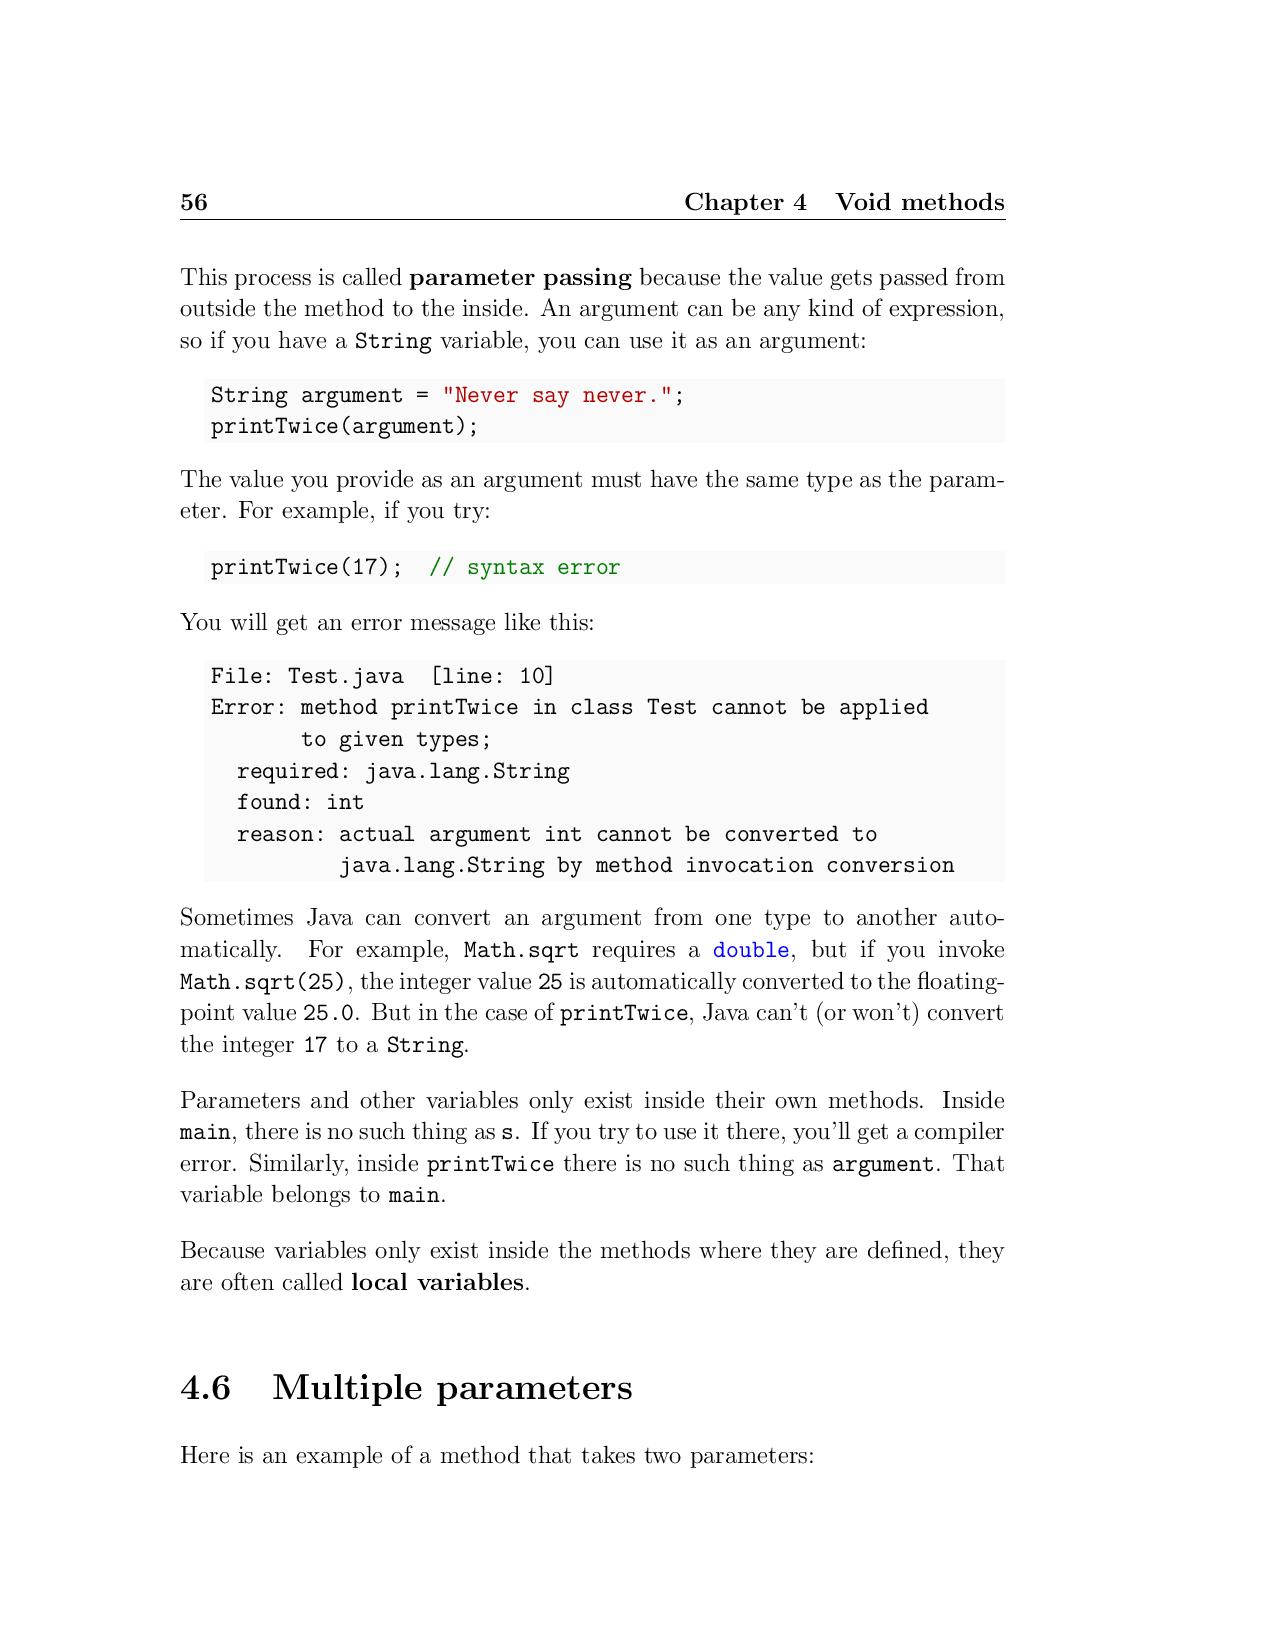 56 Chapter 4 Void methods
This process is called parameter passing because the value gets passed from
outside the method to the inside. An argument can be any kind of expression,
so if you have a String variable, you can use it as an argument:
String argument = "Never say never.";
printTwice(argument);
The value you provide as an argument must have the same type as the param-
eter. For example, if you try:
printTwice(17);  // syntax error
You will get an error message like this:
File: Test.java  [line: 10]
Error: method printTwice in class Test cannot be applied
       to given types;
  required: java.lang.String
  found: int
  reason: actual argument int cannot be converted to
          java.lang.String by method invocation conversion
Sometimes Java can convert an argument from one type to another auto-
matically. For example, Math.sqrt requires a double, but if you invoke
Math.sqrt(25), the integer value 25 is automatically converted to the floating-
point value 25.0. But in the case of printTwice, Java can't (or won't) convert
the integer 17 to a String.
Parameters and other variables only exist inside their own methods. Inside
main, there is no such thing as s. If you try to use it there, you'll get a compiler
error. Similarly, inside printTwice there is no such thing as argument. That
variable belongs to main.
Because variables only exist inside the methods where they are defined, they
are often called local variables.
4.6 Multiple parameters
Here is an example of a method that takes two parameters: